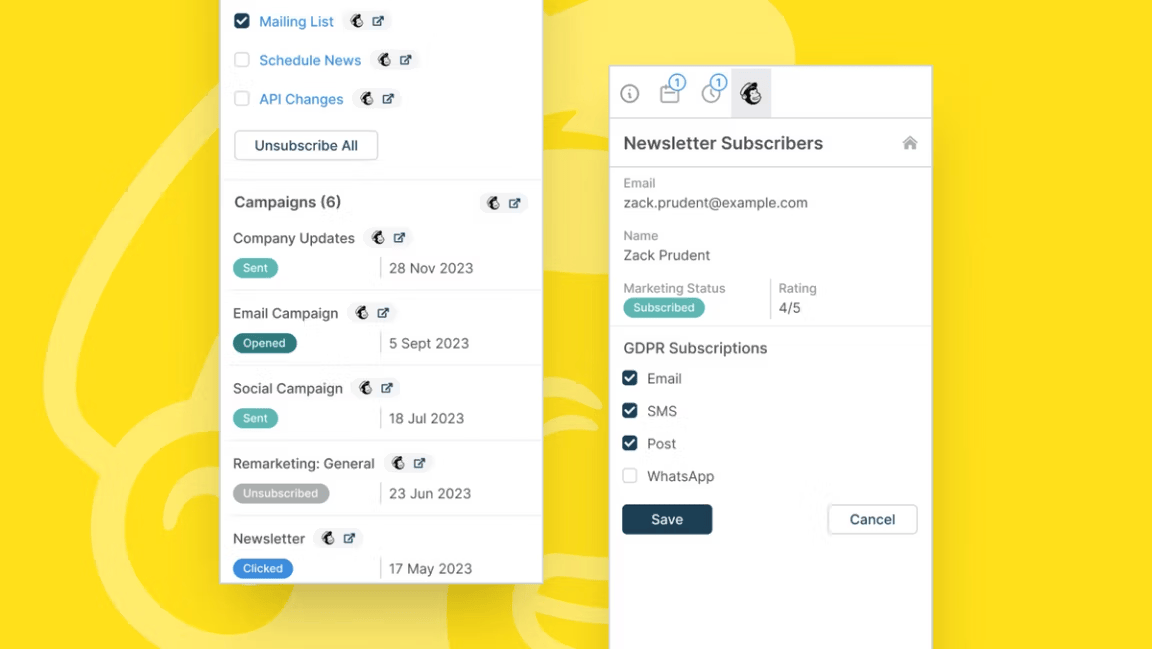 Mailing List
Schedule News
API Changes
Unsubscribe All
Campaigns (6)
Company Updates
Sent
28 Nov 2023
Email Campaign
Opened
5 Sept 2023
Social Campaign
Sent
18 Jul 2023
Remarketing: General
Unsubscribed
23 Jun 2023
Newsletter
Clicked
17 May 2023
1
1
Newsletter Subscribers
Email
zack.prudent@example.com
Name
Zack Prudent
Marketing Status
Rating
Subscribed
4/5
GDPR Subscriptions
Email
SMS
Post
WhatsApp
Save
Cancel